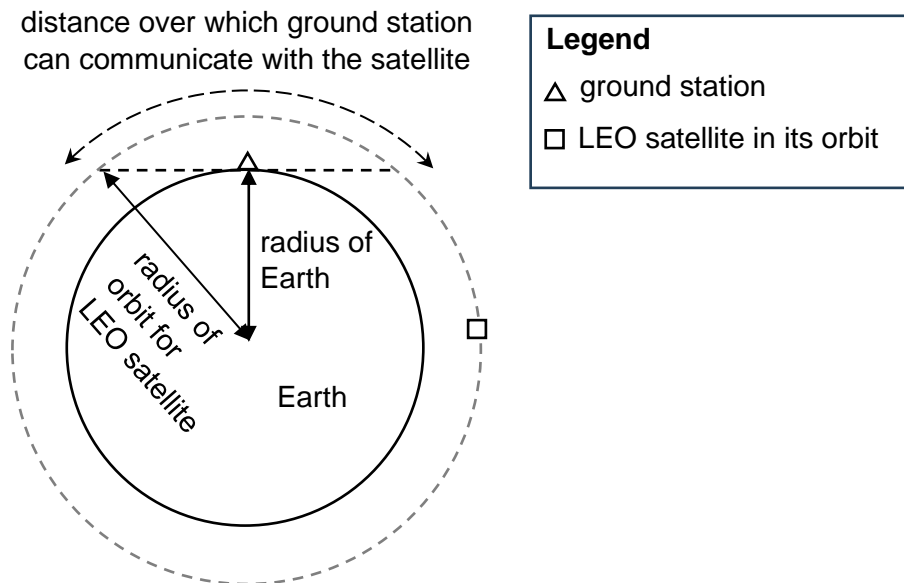 distance over which ground station
can communicate with the satellite
Legend
ground station
LEO satellite in its orbit
radius of
Earth
radius of
orbit for
LEO satellite
Earth